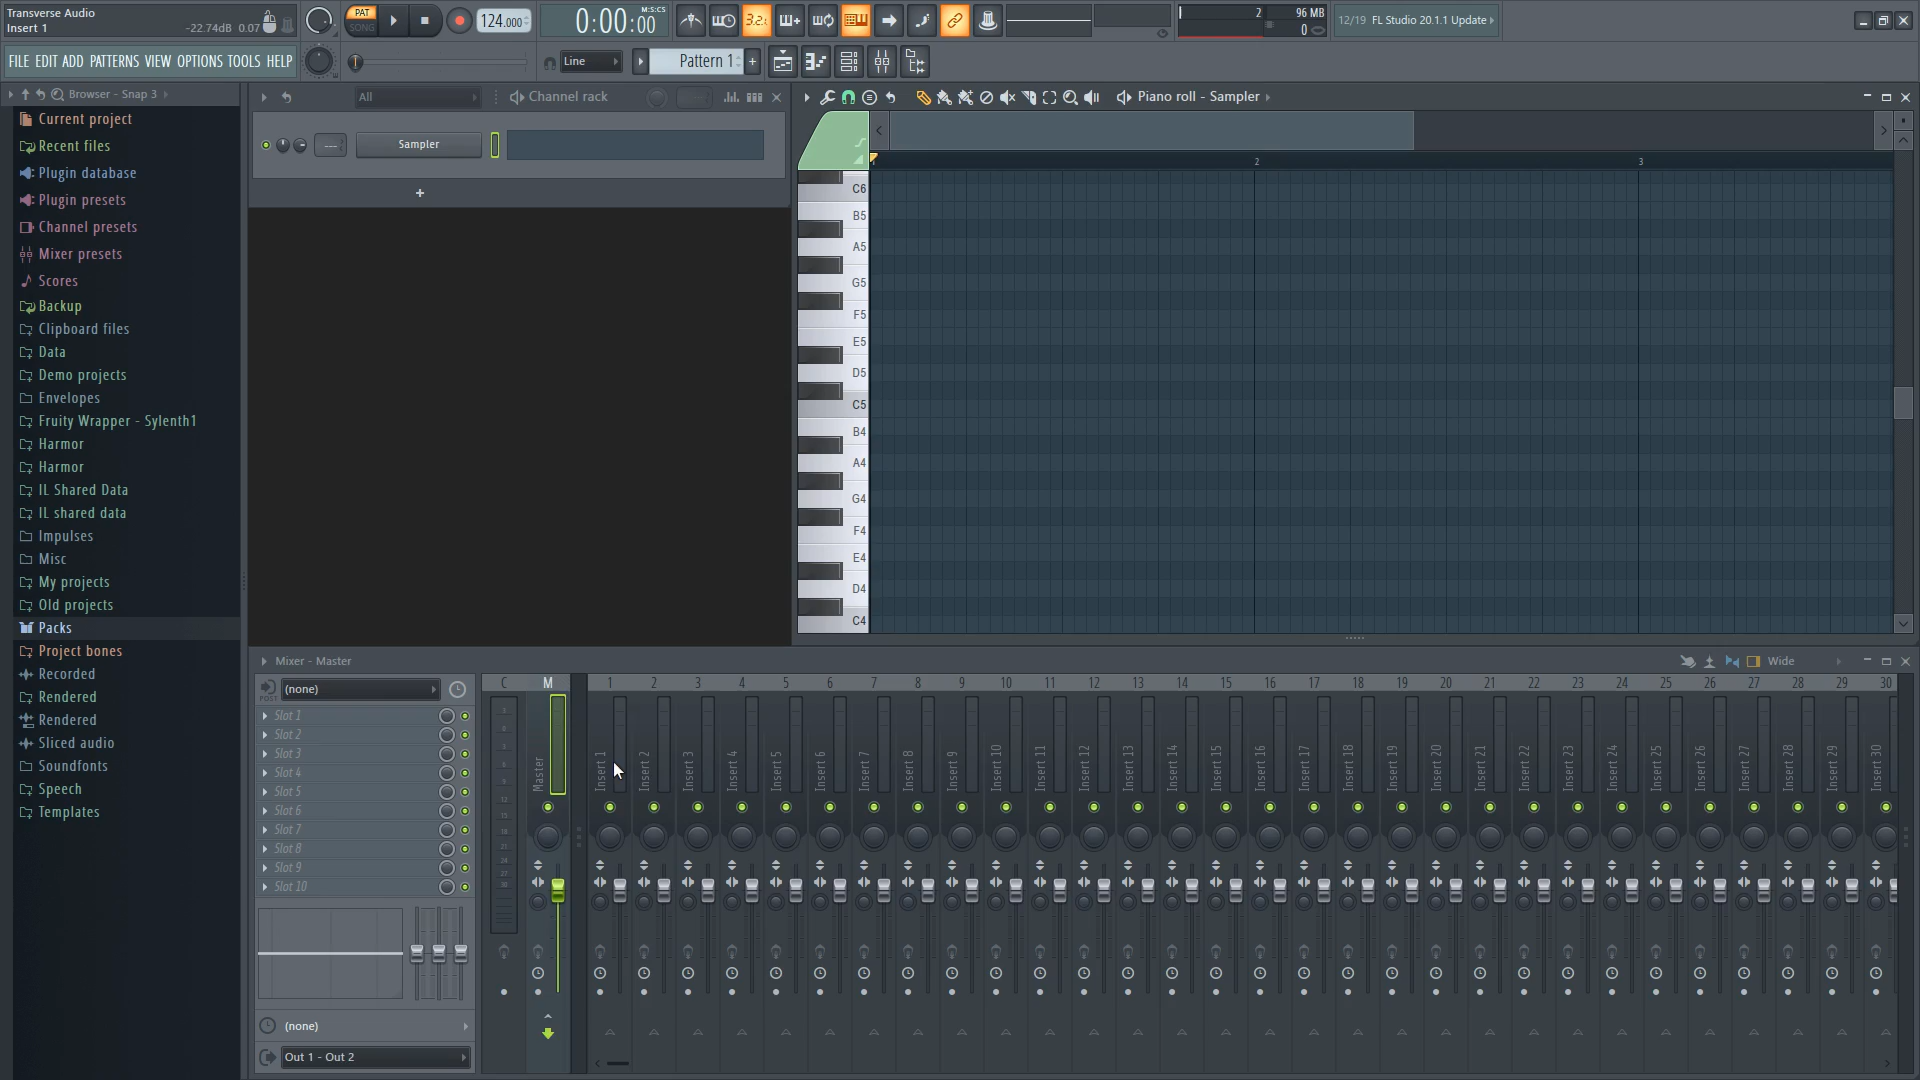 Transverse Audio
Insert 1
-22.74dB 0.07
PAT
SONG
124.000
0:00:00
M:S:CS
3.2
2
96 MB
0
12/19 FL Studio 20.1.1 Update
FILE EDIT ADD PATTERNS VIEW OPTIONS TOOLS HELP
Line
Pattern 1
+
Browser - Snap 3
Current project
Recent files
Plugin database
Plugin presets
Channel presets
Mixer presets
Scores
Backup
Clipboard files
Data
Demo projects
Envelopes
Fruity Wrapper - Sylenth1
Harmor
Harmor
IL Shared Data
IL shared data
Impulses
Misc
My projects
Old projects
Packs
Project bones
Recorded
Rendered
Rendered
Sliced audio
Soundfonts
Speech
Templates
All
Channel rack
---
Sampler
+
Piano roll - Sampler
2
3
C6
B5
A5
G5
F5
E5
D5
C5
B4
A4
G4
F4
E4
D4
C4
Mixer - Master
Wide
(none)
POST
Slot 1
Slot 2
Slot 3
Slot 4
Slot 5
Slot 6
Slot 7
Slot 8
Slot 9
Slot 10
(none)
Out 1 - Out 2
C M 1 2 3 4 5 6 7 8 9 10 11 12 13 14 15 16 17 18 19 20 21 22 23 24 25 26 27 28 29 30
Master
Insert 1
Insert 2
Insert 3
Insert 4
Insert 5
Insert 6
Insert 7
Insert 8
Insert 9
Insert 10
Insert 11
Insert 12
Insert 13
Insert 14
Insert 15
Insert 16
Insert 17
Insert 18
Insert 19
Insert 20
Insert 21
Insert 22
Insert 23
Insert 24
Insert 25
Insert 26
Insert 27
Insert 28
Insert 29
Insert 30